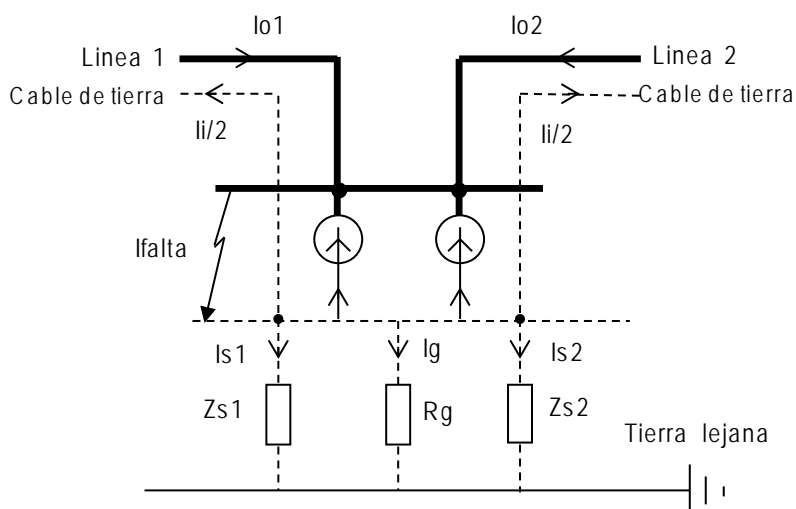 Io1
Io2
Linea 1
Linea 2
Cable de tierra
Cable de tierra
Ii/2
Ii/2
Ifalta
Is1
Ig
Is2
Zs1
Rg
Zs2
Tierra lejana